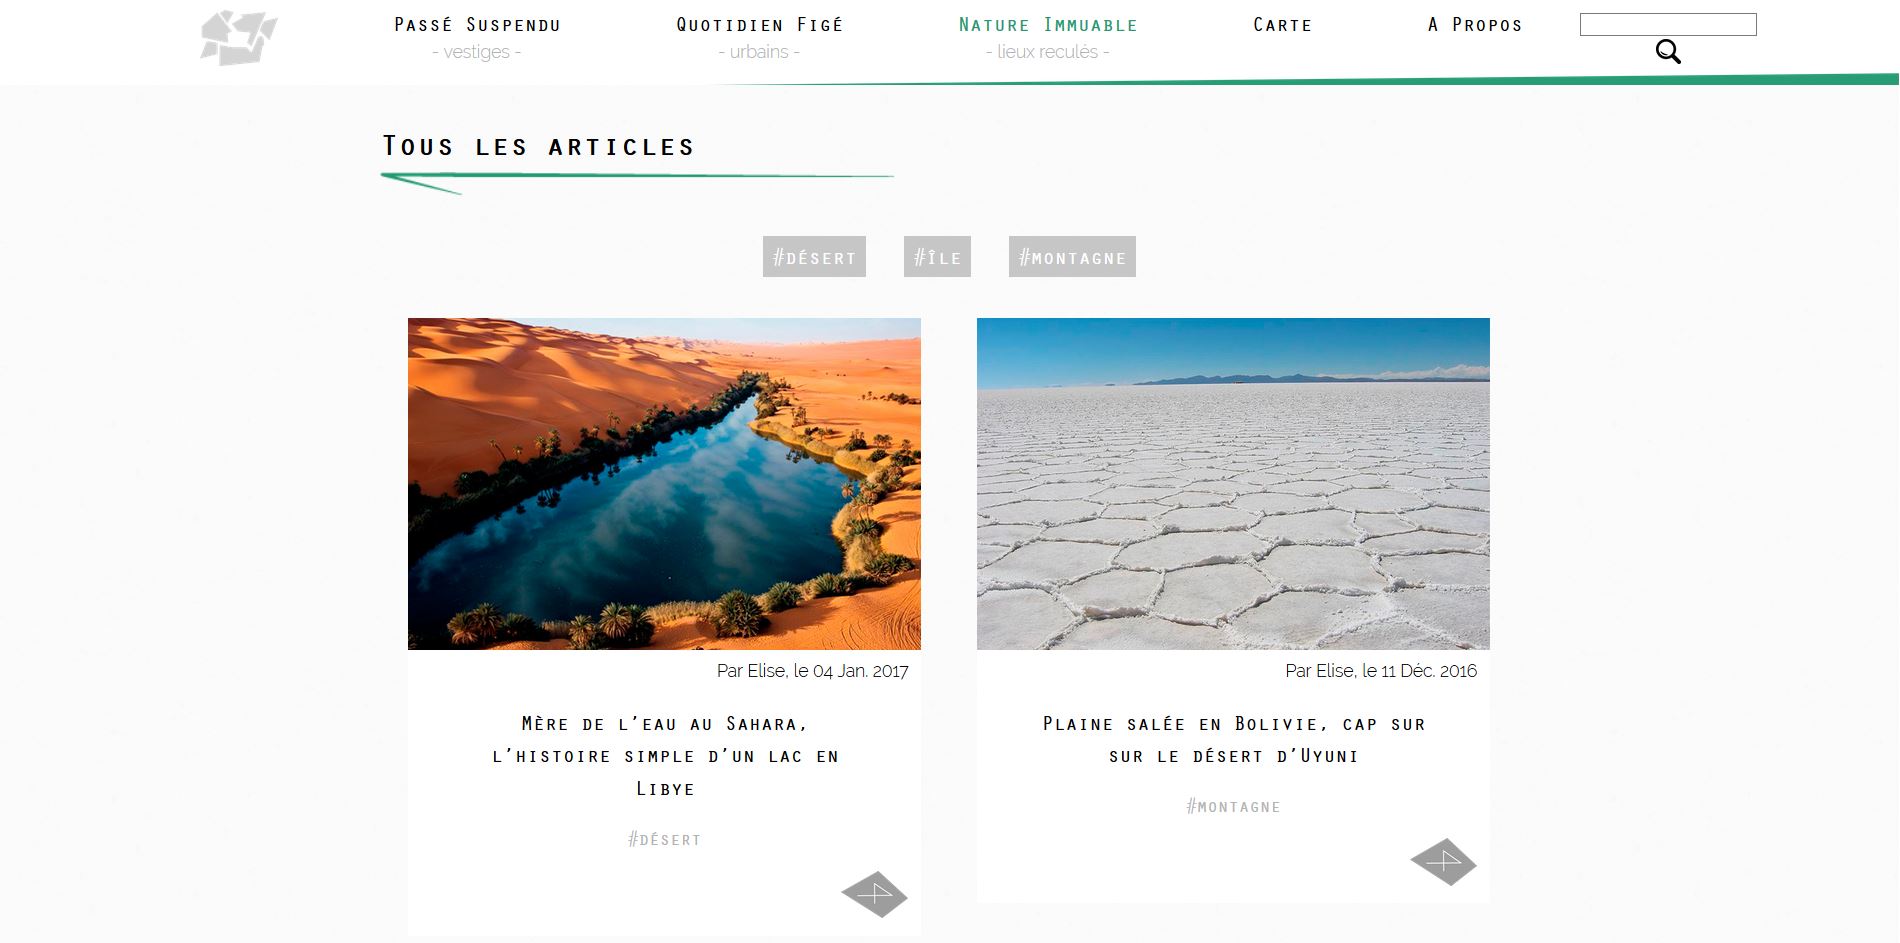 Passé Suspendu
- vestiges -
Quotidien Figé
- urbains -
Nature Immuable
- lieux reculés -
Carte
A Propos
Tous les articles
#désert
#île
#montagne
Par Elise, le 04 Jan. 2017
Mère de l'eau au Sahara,
l'histoire simple d'un lac en
Libye
#désert
Par Elise, le 11 Déc. 2016
Plaine salée en Bolivie, cap sur
sur le désert d'Uyuni
#montagne